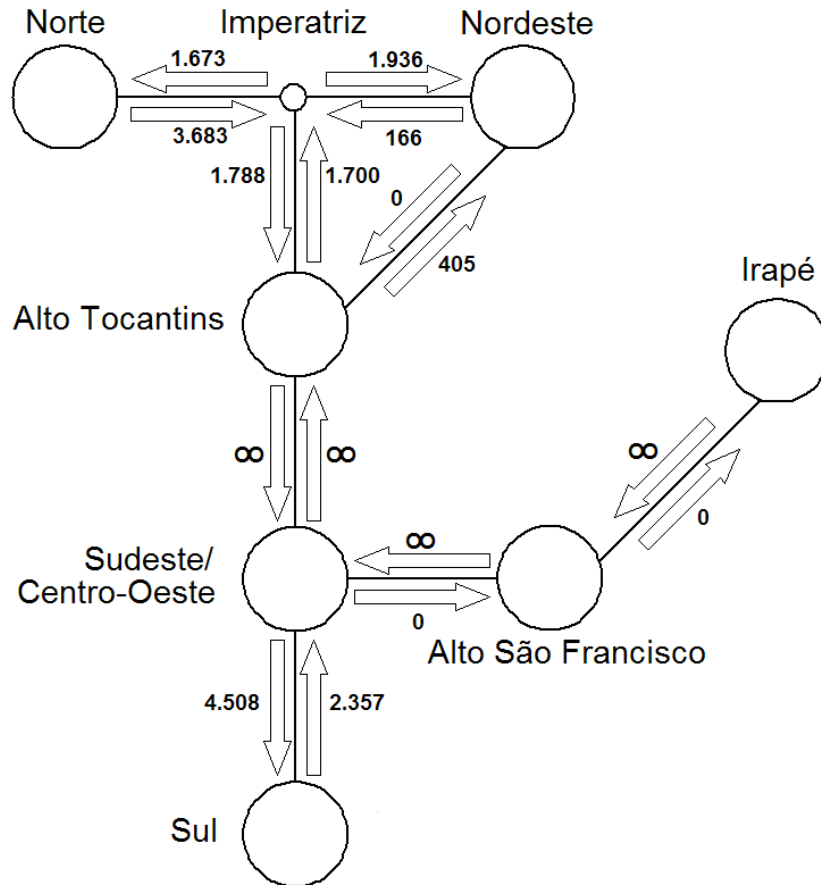 Norte
Imperatriz
Nordeste
1.673
1.936
3.683
166
1.788
1.700
0
405
Irapé
Alto Tocantins
∞
∞
∞
0
Sudeste/
Centro-Oeste
∞
0
Alto São Francisco
4.508
2.357
Sul